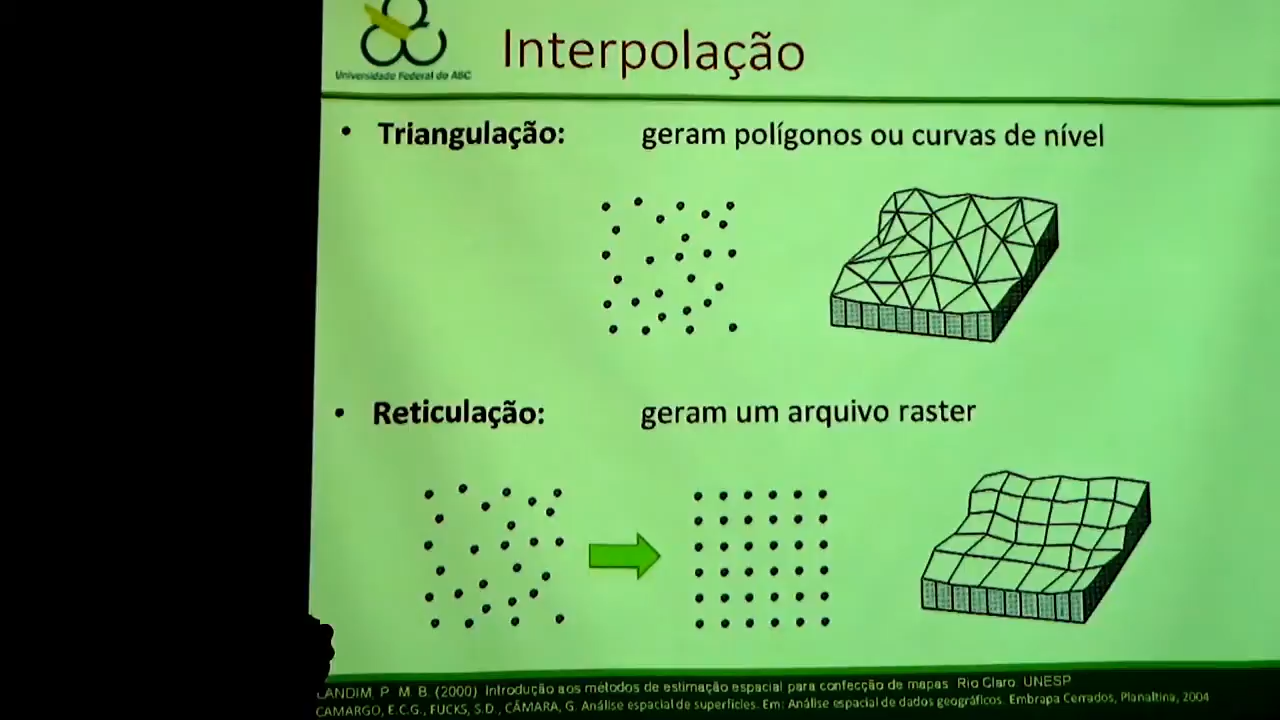 Universidade Federal do ABC
Interpolação
• Triangulação: geram polígonos ou curvas de nível
• Reticulação: geram um arquivo raster
LANDIM, P. M. B. (2000) Introdução aos métodos de estimação espacial para confecção de mapas. Rio Claro. UNESP
CAMARGO, E.C.G., FUCKS, S.D., CÂMARA, G. Análise espacial de superfícies. Em: Análise espacial de dados geográficos. Embrapa Cerrados, Planaltina, 2004